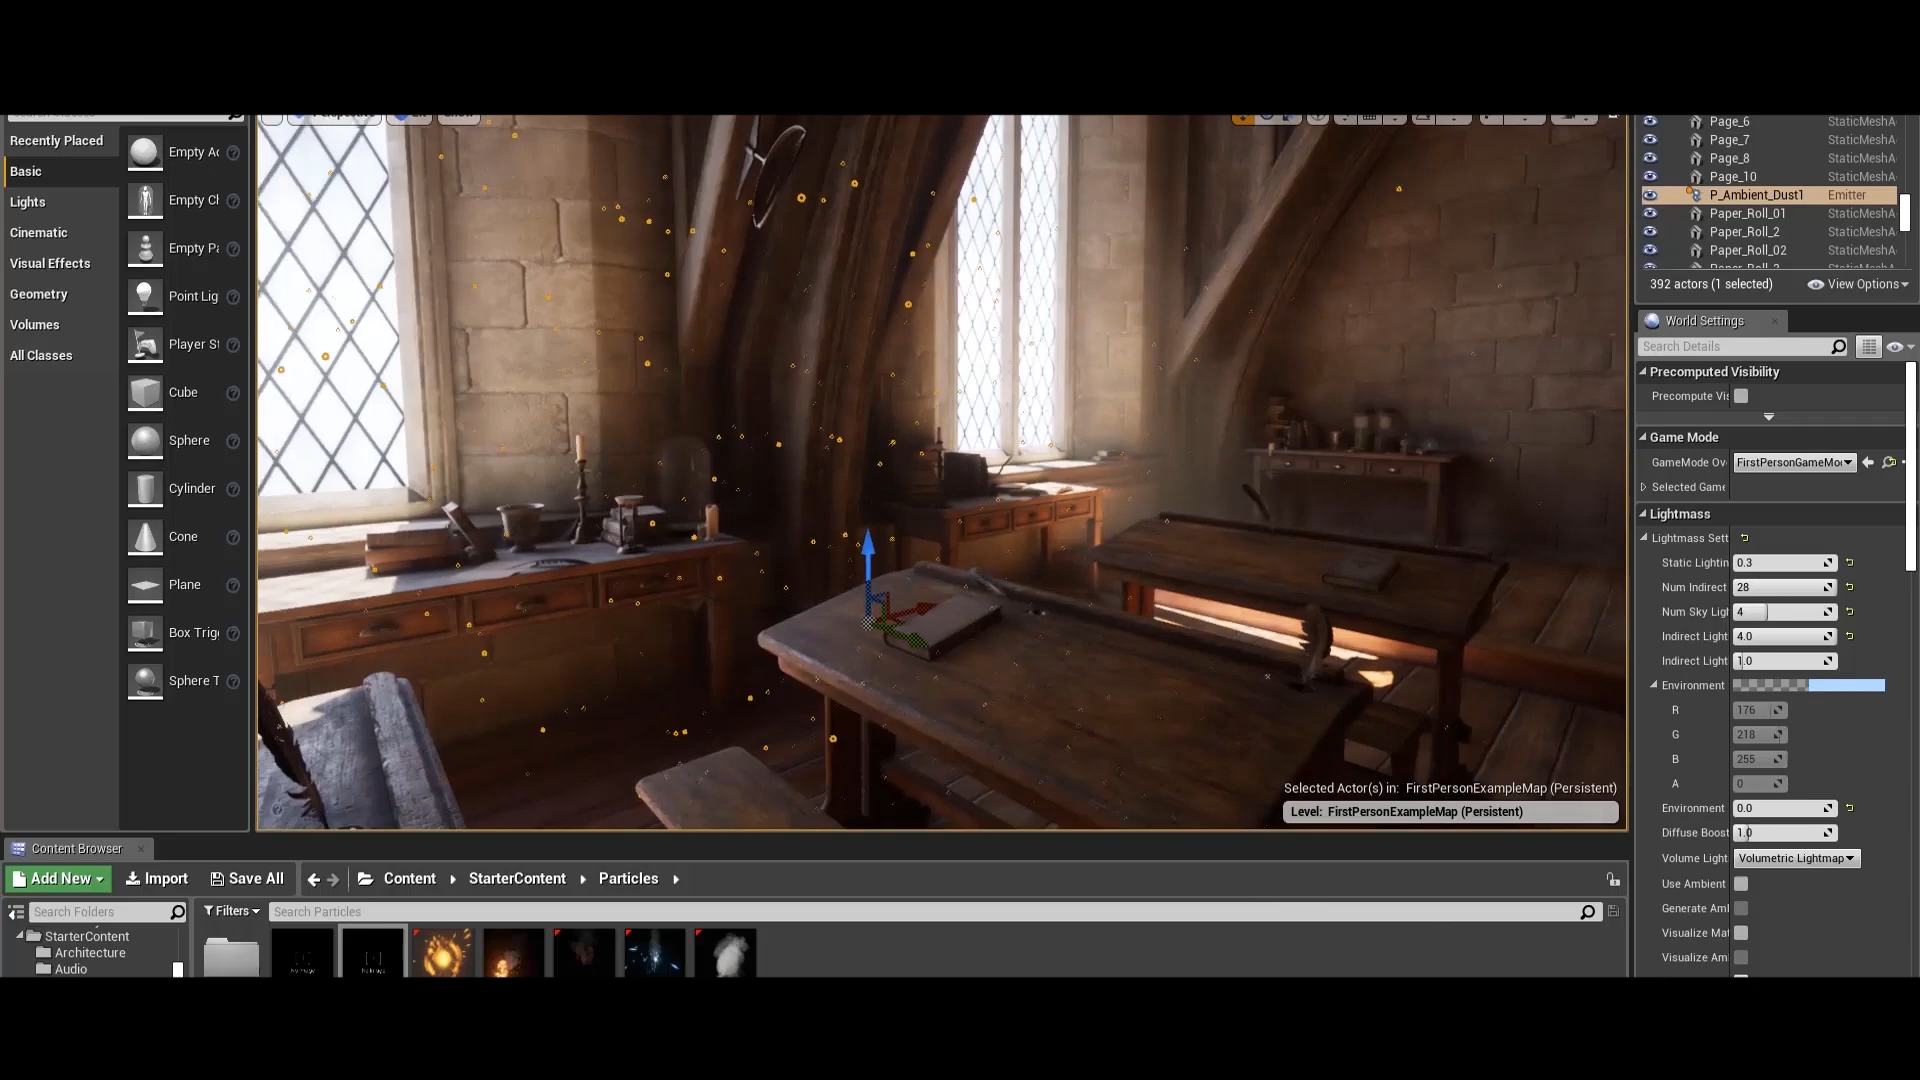 Recently Placed
Basic
Lights
Cinematic
Visual Effects
Geometry
Volumes
All Classes
Empty Ac
Empty Ch
Empty Pa
Point Lig
Player St
Cube
Sphere
Cylinder
Cone
Plane
Box Trigg
Sphere T
Perspective
Lit
Show
Selected Actor(s) in: FirstPersonExampleMap (Persistent)
Level: FirstPersonExampleMap (Persistent)
Page_6 StaticMeshA
Page_7 StaticMeshA
Page_8 StaticMeshA
Page_10 StaticMeshA
P_Ambient_Dust1 Emitter
Paper_Roll_01 StaticMeshA
Paper_Roll_2 StaticMeshA
Paper_Roll_02 StaticMeshA
392 actors (1 selected) View Options
World Settings
Search Details
Precomputed Visibility
Precompute Vis
Game Mode
GameMode Ov FirstPersonGameMo
Selected Game
Lightmass
Lightmass Sett
Static Lightin 0.3
Num Indirect 28
Num Sky Ligh 4
Indirect Light 4.0
Indirect Light 1.0
Environment
R 176
G 218
B 255
A 0
Environment 0.0
Diffuse Boost 1.0
Volume Light Volumetric Lightmap
Use Ambient
Generate Aml
Visualize Mat
Visualize Am
Content Browser
Add New Import Save All Content StarterContent Particles
Search Folders Filters Search Particles
StarterContent
Architecture
Audio